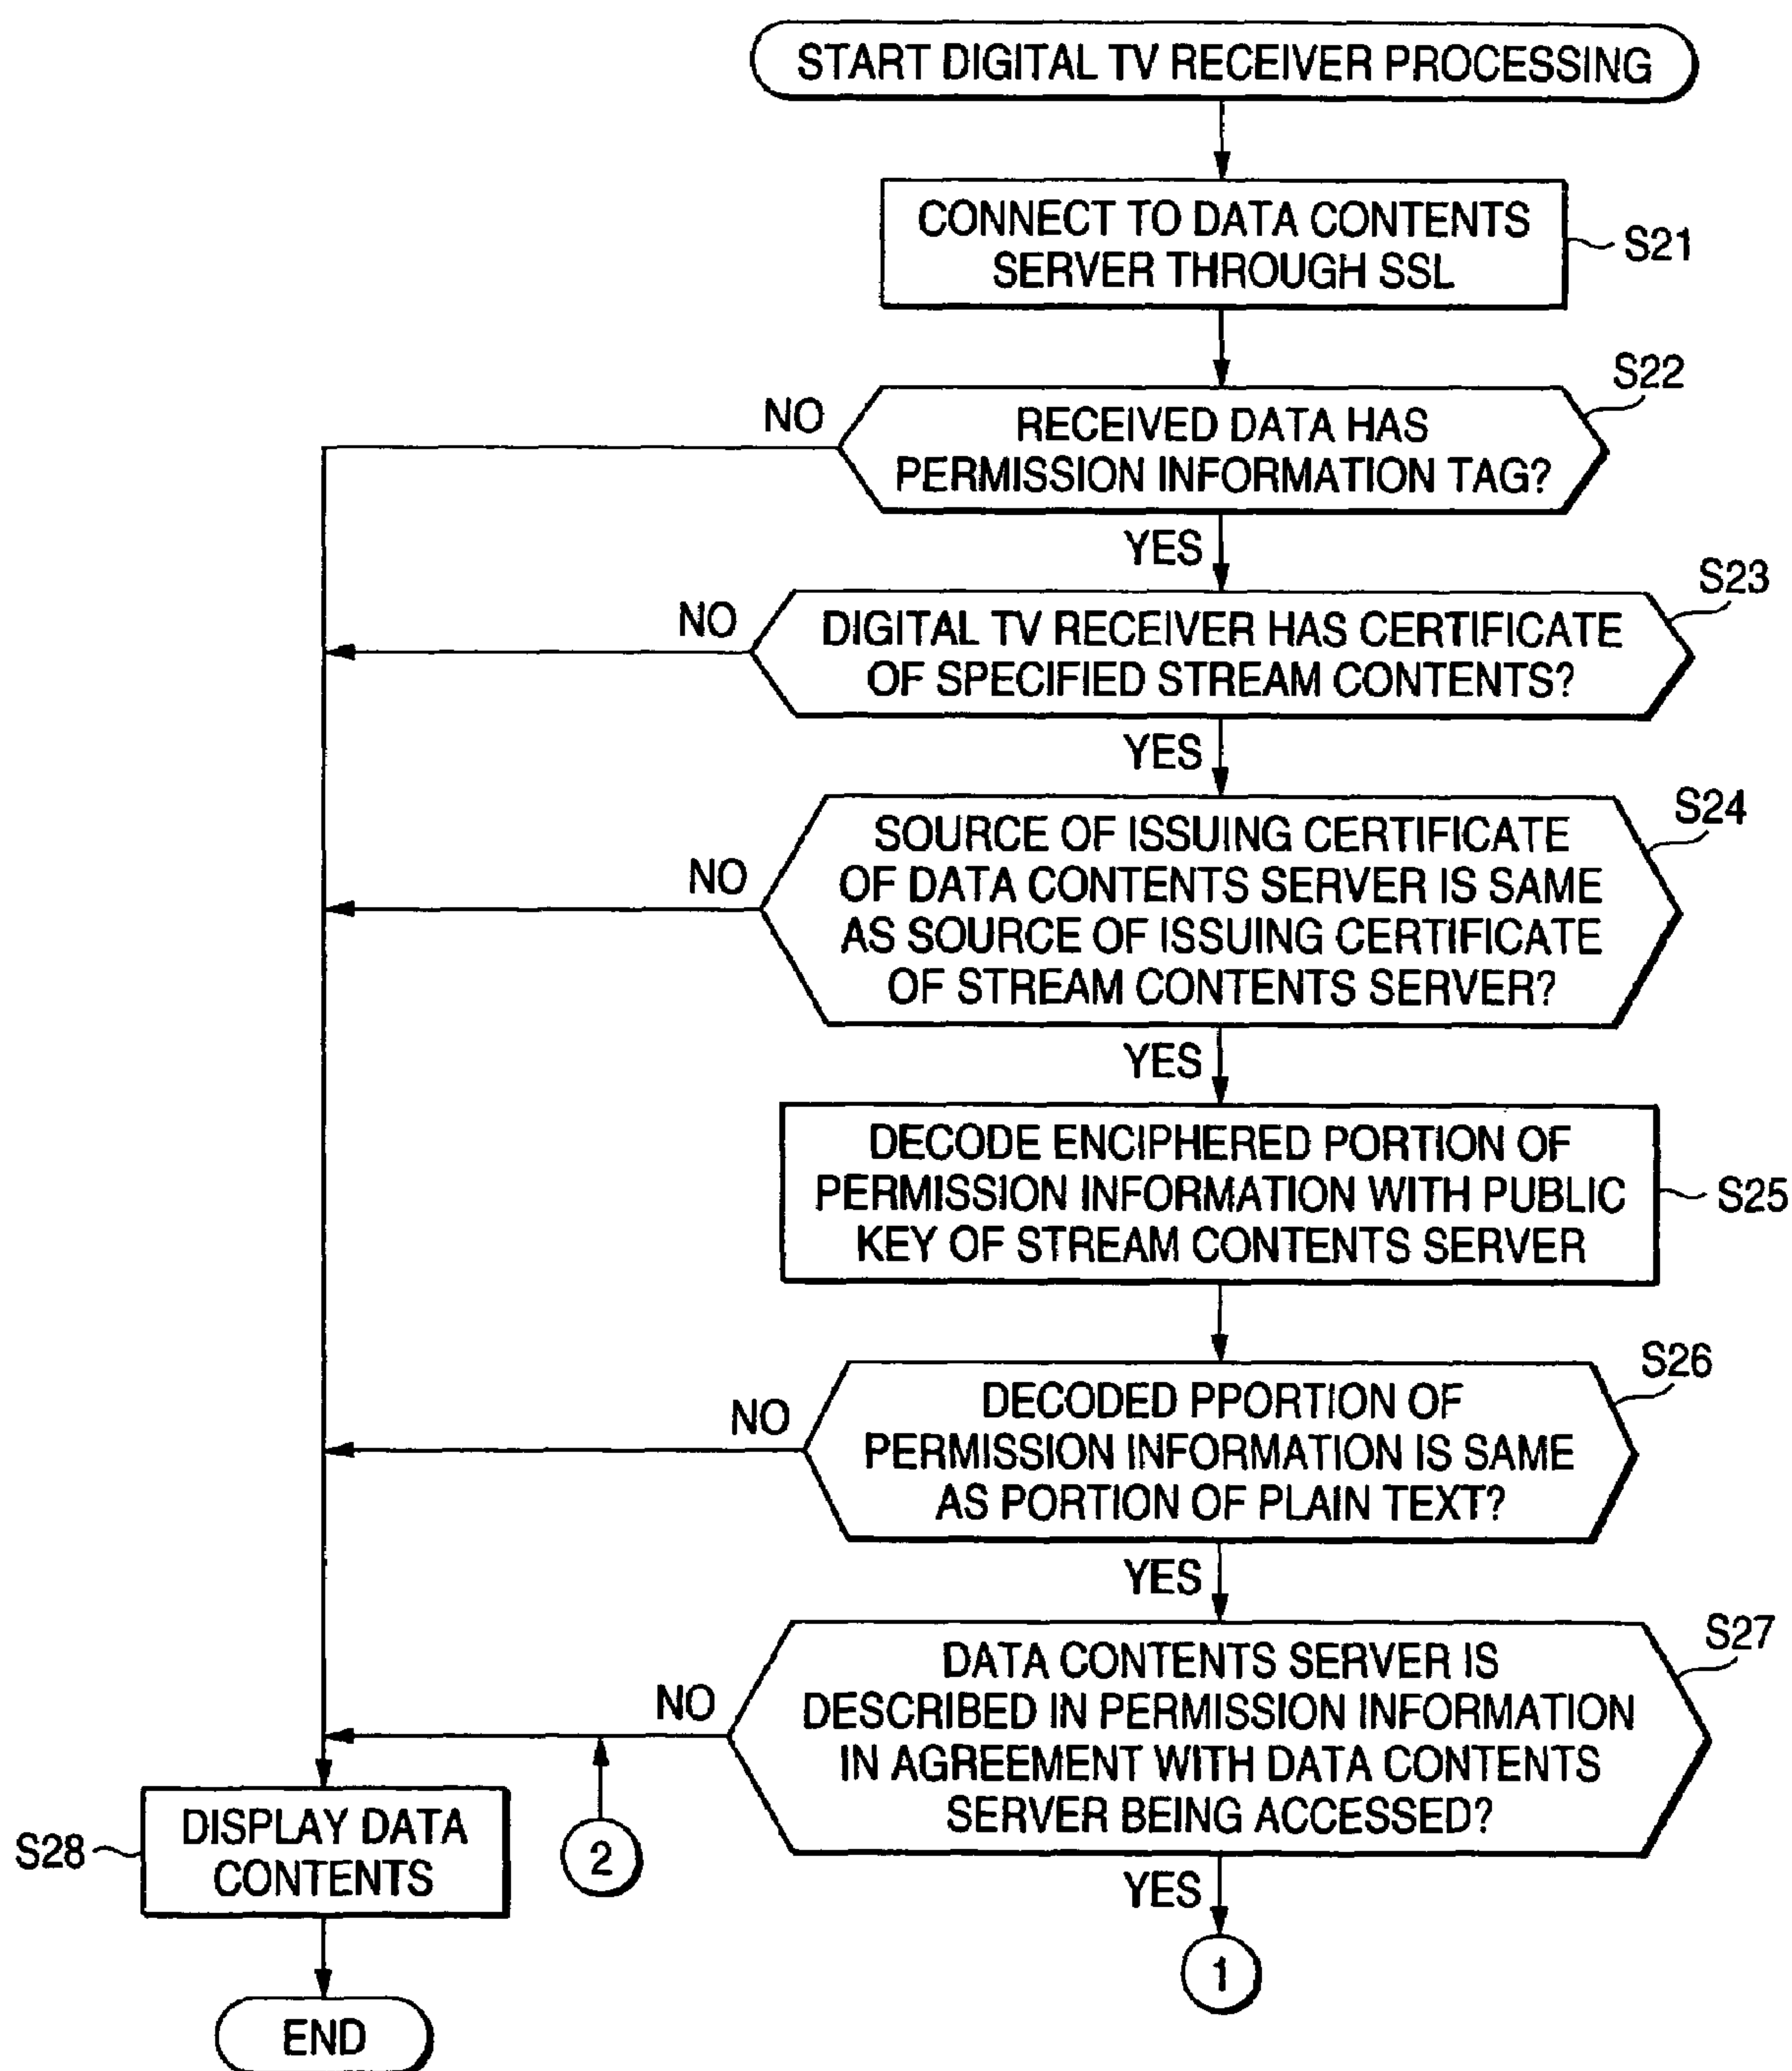 START DIGITAL TV RECEIVER PROCESSING
CONNECT TO DATA CONTENTS
SERVER THROUGH SSL
S21
S22
NO
RECEIVED DATA HAS
PERMISSION INFORMATION TAG?
YES
S23
NO
DIGITAL TV RECEIVER HAS CERTIFICATE
OF SPECIFIED STREAM CONTENTS?
YES
S24
NO
SOURCE OF ISSUING CERTIFICATE
OF DATA CONTENTS SERVER IS SAME
AS SOURCE OF ISSUING CERTIFICATE
OF STREAM CONTENTS SERVER?
YES
DECODE ENCIPHERED PORTION OF
PERMISSION INFORMATION WITH PUBLIC
KEY OF STREAM CONTENTS SERVER
S25
S26
NO
DECODED PPORTION OF
PERMISSION INFORMATION IS SAME
AS PORTION OF PLAIN TEXT?
YES
S27
NO
DATA CONTENTS SERVER IS
DESCRIBED IN PERMISSION INFORMATION
IN AGREEMENT WITH DATA CONTENTS
SERVER BEING ACCESSED?
YES
S28
DISPLAY DATA
CONTENTS
2
1
END